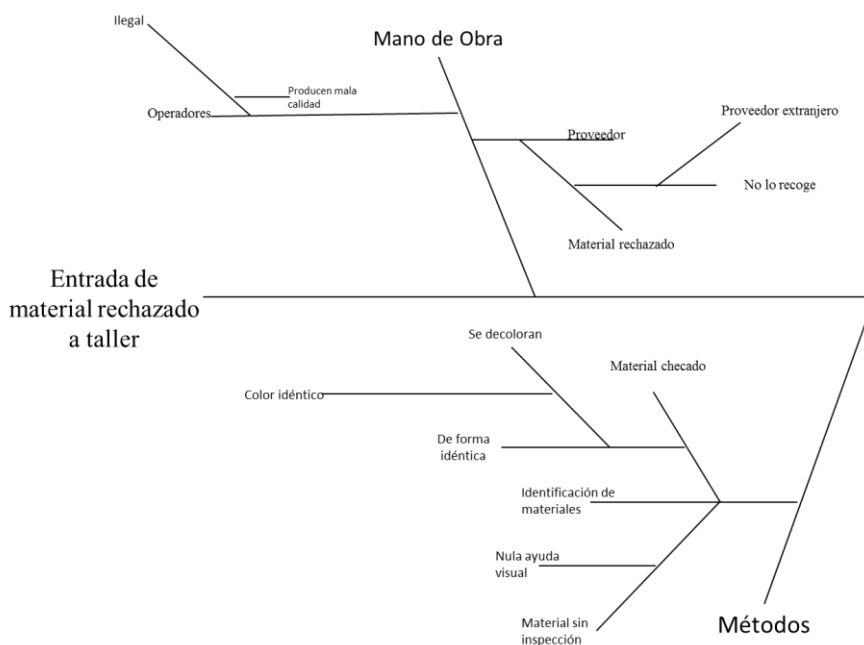 Ilegal
Mano de Obra
Producen mala
calidad
Operadores
Proveedor extranjero
Proveedor
No lo recoge
Material rechazado
Entrada de
material rechazado
a taller
Se decoloran
Material checado
Color idéntico
De forma
idéntica
Identificación de
materiales
Nula ayuda
visual
Material sin
inspección
Métodos